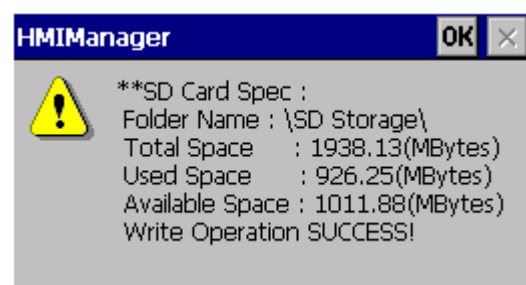 HMIManager OK ×
**SD Card Spec :
Folder Name : \SD Storage\
Total Space : 1938.13(MBytes)
Used Space : 926.25(MBytes)
Available Space : 1011.88(MBytes)
Write Operation SUCCESS!